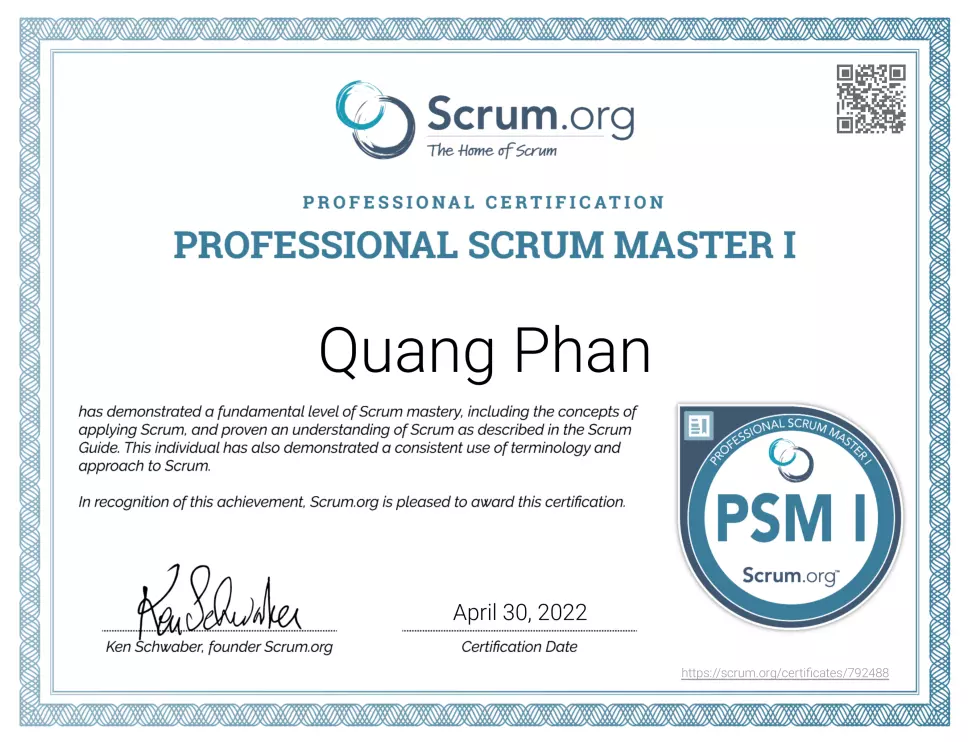 Scrum.org
The Home of Scrum
PROFESSIONAL CERTIFICATION
PROFESSIONAL SCRUM MASTER I
Quang Phan
has demonstrated a fundamental level of Scrum mastery, including the concepts of
applying Scrum, and proven an understanding of Scrum as described in the Scrum
Guide. This individual has also demonstrated a consistent use of terminology and
approach to Scrum.
In recognition of this achievement, Scrum.org is pleased to award this certification.
PROFESSIONAL SCRUM MASTER I
PSM I
Scrum.org™
Ken Schwaber
April 30, 2022
Ken Schwaber, founder Scrum.org
Certification Date
https://scrum.org/certificates/792488